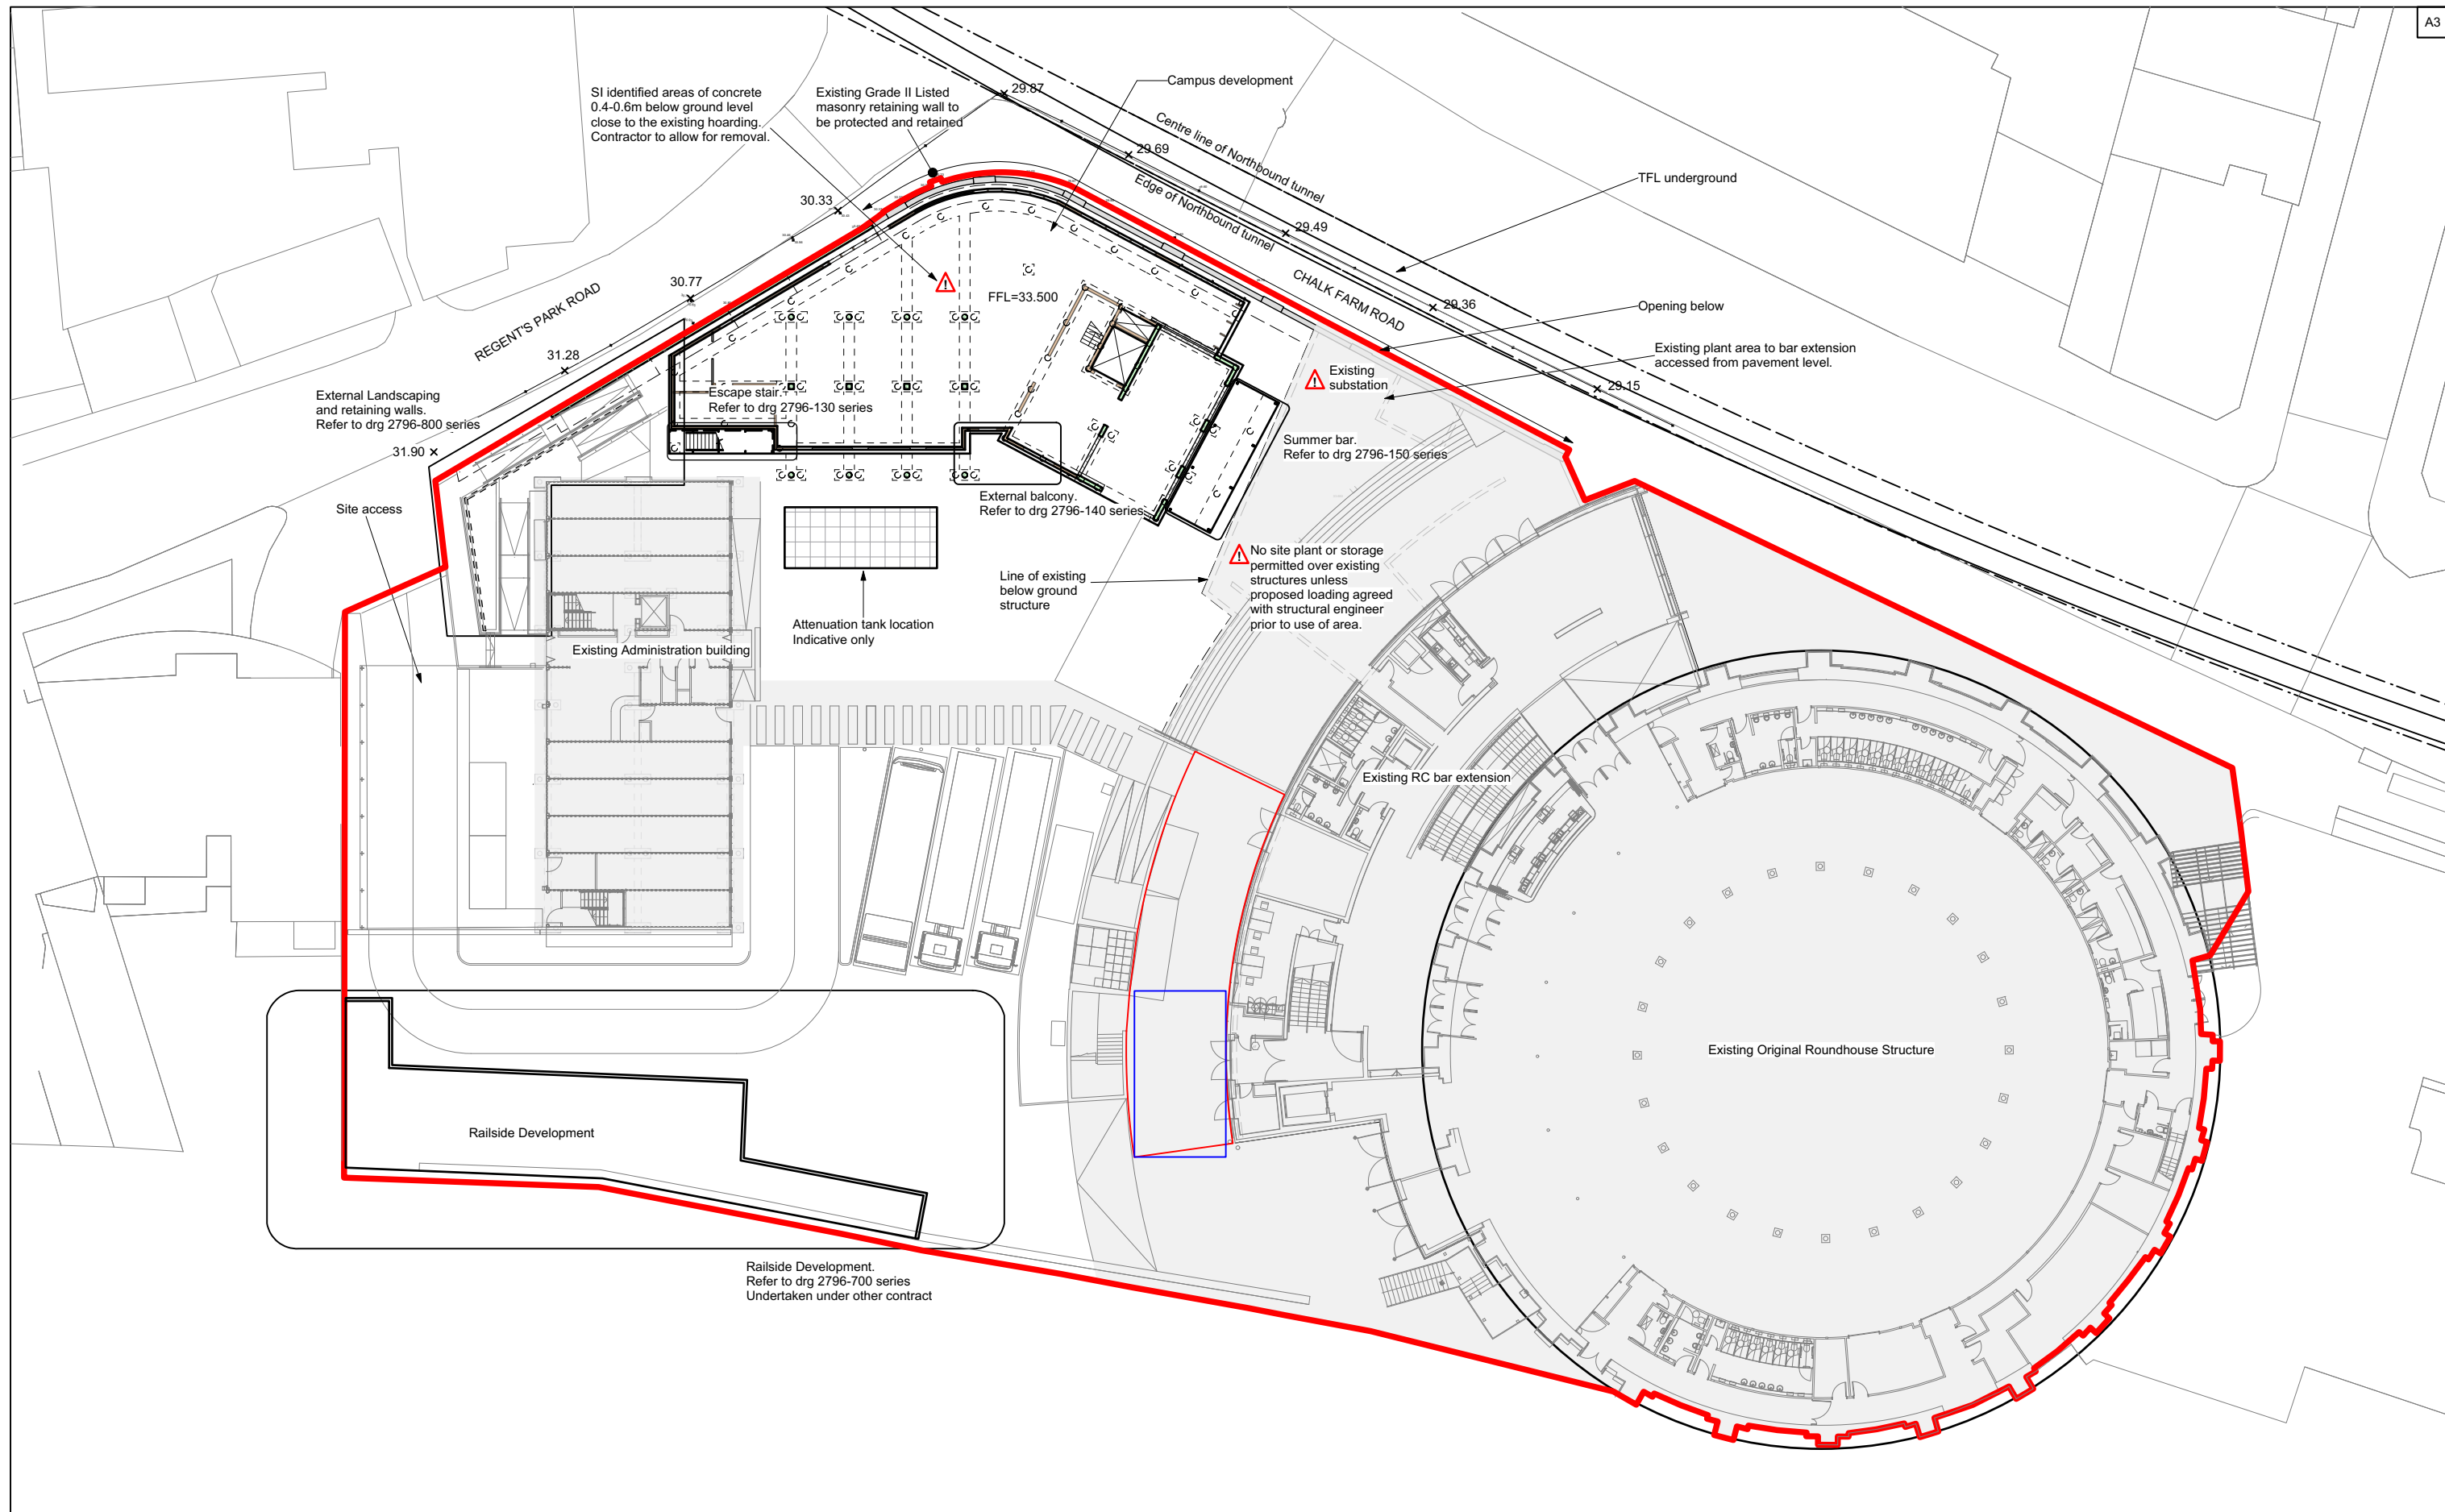 A3
Campus development
SI identified areas of concrete
0.4-0.6m below ground level
close to the existing hoarding.
Contractor to allow for removal.
Existing Grade II Listed
masonry retaining wall to
be protected and retained
29.87
Centre line of Northbound tunnel
29.69
Edge of Northbound tunnel
TFL underground
30.33
29.49
CHALK FARM ROAD
30.77
FFL=33.500
29.36
Opening below
REGENT'S PARK ROAD
31.28
Existing plant area to bar extension
accessed from pavement level.
Existing
substation
29.15
External Landscaping
and retaining walls.
Refer to drg 2796-800 series
Escape stair.
Refer to drg 2796-130 series
31.90
Summer bar.
Refer to drg 2796-150 series
External balcony.
Refer to drg 2796-140 series
Site access
No site plant or storage
permitted over existing
structures unless
proposed loading agreed
with structural engineer
prior to use of area.
Line of existing
below ground
structure
Attenuation tank location
Indicative only
Existing Administration building
Existing RC bar extension
Existing Original Roundhouse Structure
Railside Development
Railside Development.
Refer to drg 2796-700 series
Undertaken under other contract